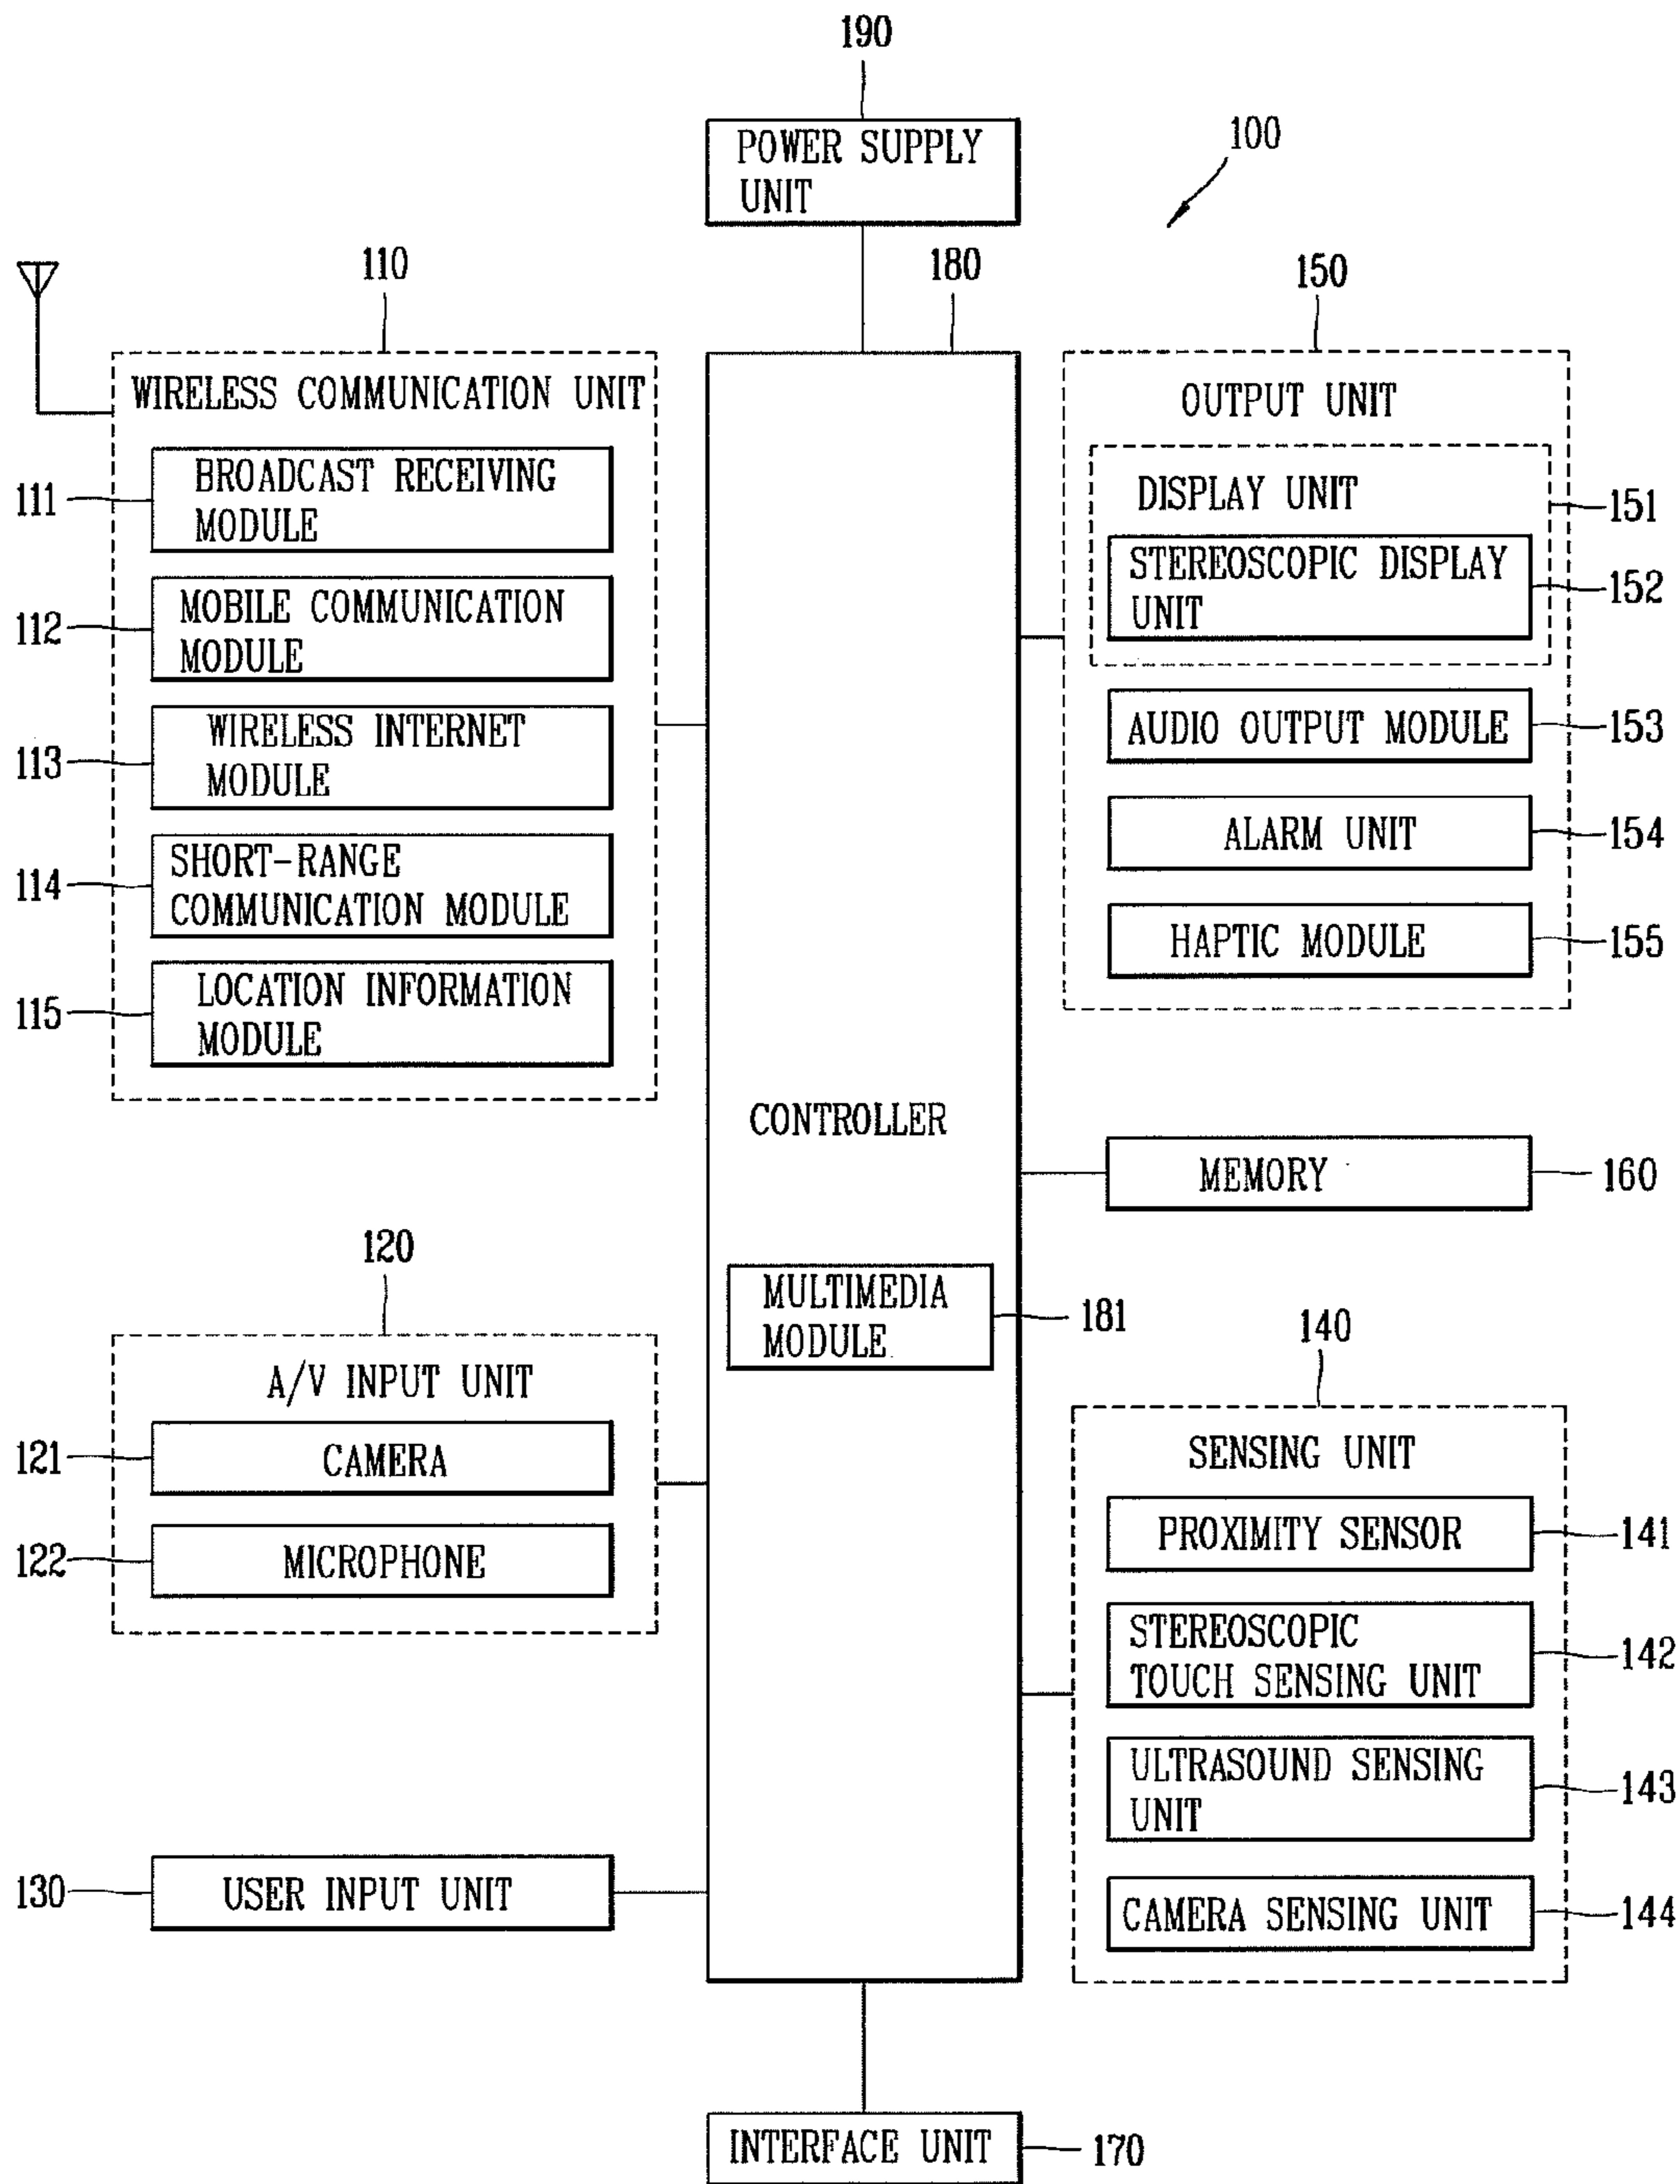 190
POWER SUPPLY
UNIT
100
110
180
150
WIRELESS COMMUNICATION UNIT
111
BROADCAST RECEIVING
MODULE
112
MOBILE COMMUNICATION
MODULE
113
WIRELESS INTERNET
MODULE
114
SHORT-RANGE
COMMUNICATION MODULE
115
LOCATION INFORMATION
MODULE
OUTPUT UNIT
DISPLAY UNIT
151
STEREOSCOPIC DISPLAY
UNIT
152
AUDIO OUTPUT MODULE
153
ALARM UNIT
154
HAPTIC MODULE
155
CONTROLLER
MEMORY
160
MULTIMEDIA
MODULE
181
120
A/V INPUT UNIT
121
CAMERA
122
MICROPHONE
140
SENSING UNIT
PROXIMITY SENSOR
141
STEREOSCOPIC
TOUCH SENSING UNIT
142
ULTRASOUND SENSING
UNIT
143
CAMERA SENSING UNIT
144
130
USER INPUT UNIT
INTERFACE UNIT
170